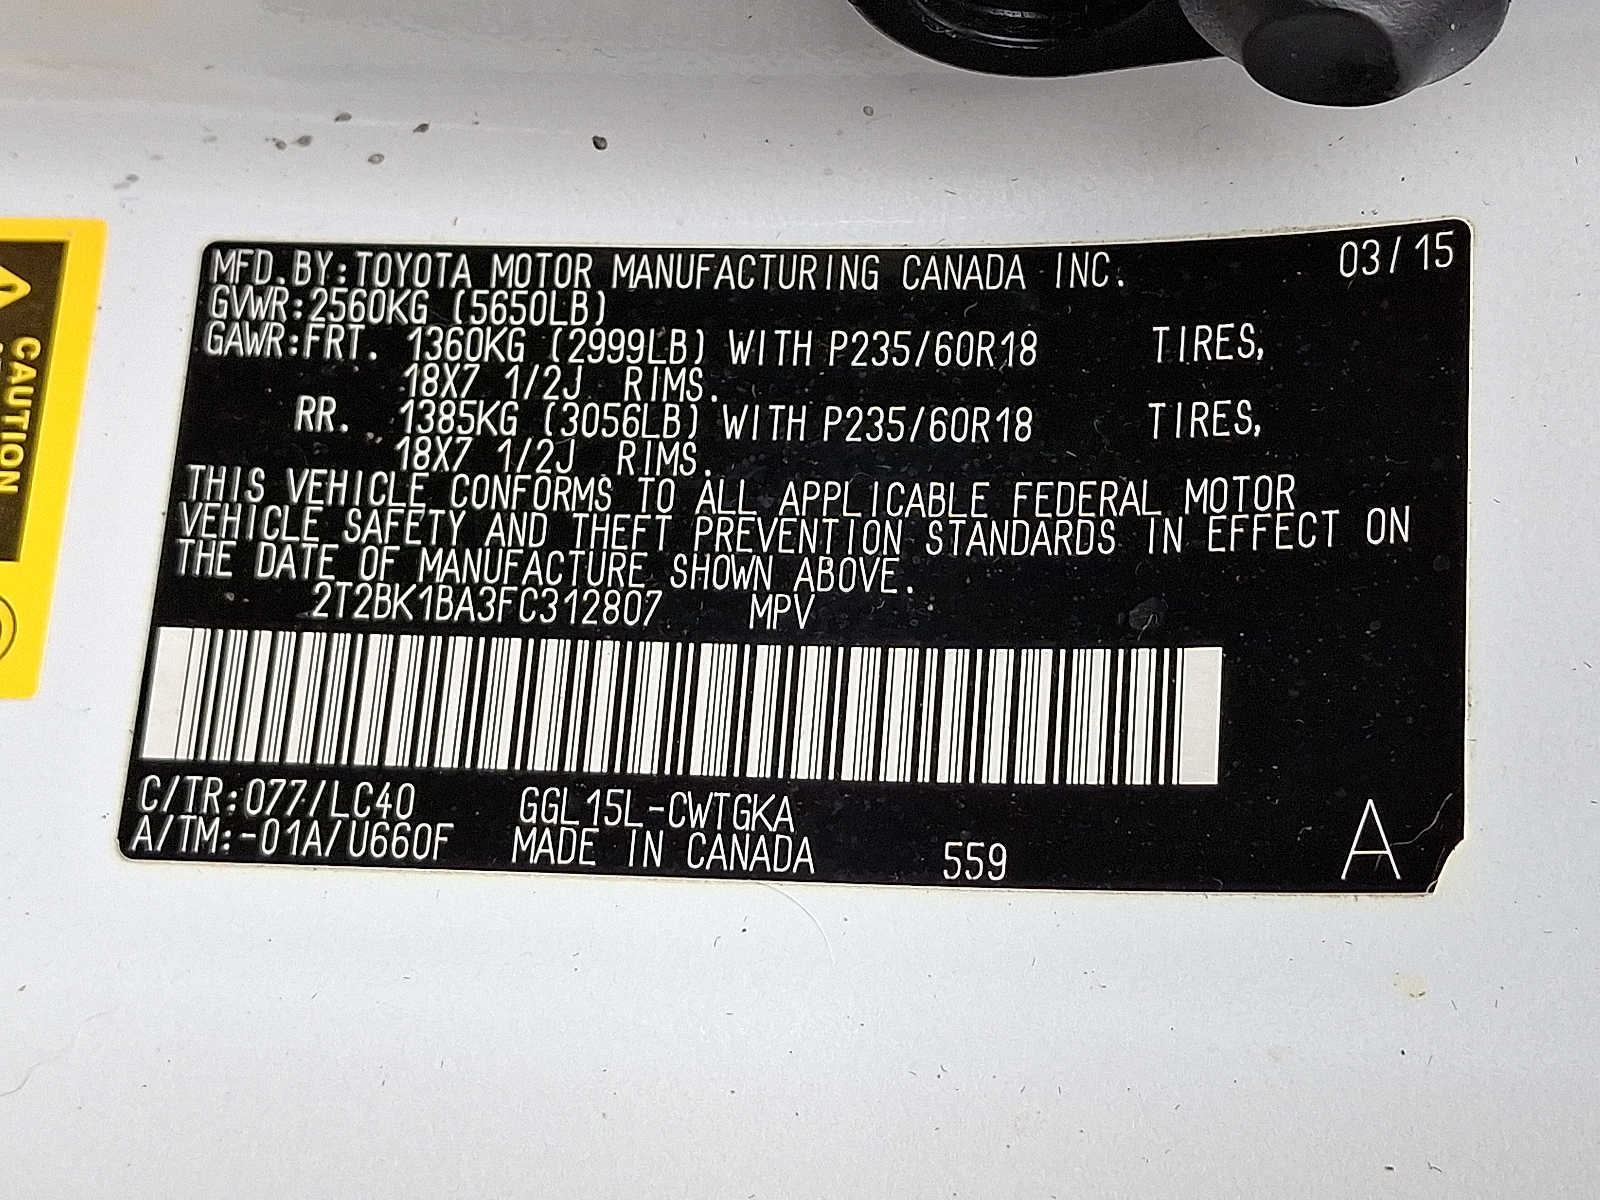 MFD.BY:TOYOTA MOTOR MANUFACTURING CANADA INC. 03/15
GVWR:2560KG (5650LB)
GAWR:FRT. 1360KG (2999LB) WITH P235/60R18 TIRES,
18X7 1/2J RIMS.
RR. 1385KG (3056LB) WITH P235/60R18 TIRES,
18X7 1/2J RIMS.
THIS VEHICLE CONFORMS TO ALL APPLICABLE FEDERAL MOTOR
VEHICLE SAFETY AND THEFT PREVENTION STANDARDS IN EFFECT ON
THE DATE OF MANUFACTURE SHOWN ABOVE.
2T2BK1BA3FC312807 MPV
C/TR:077/LC40 GGL15L-CWTGKA
A/TM:-01A/U660F MADE IN CANADA 559 A
CAUTION